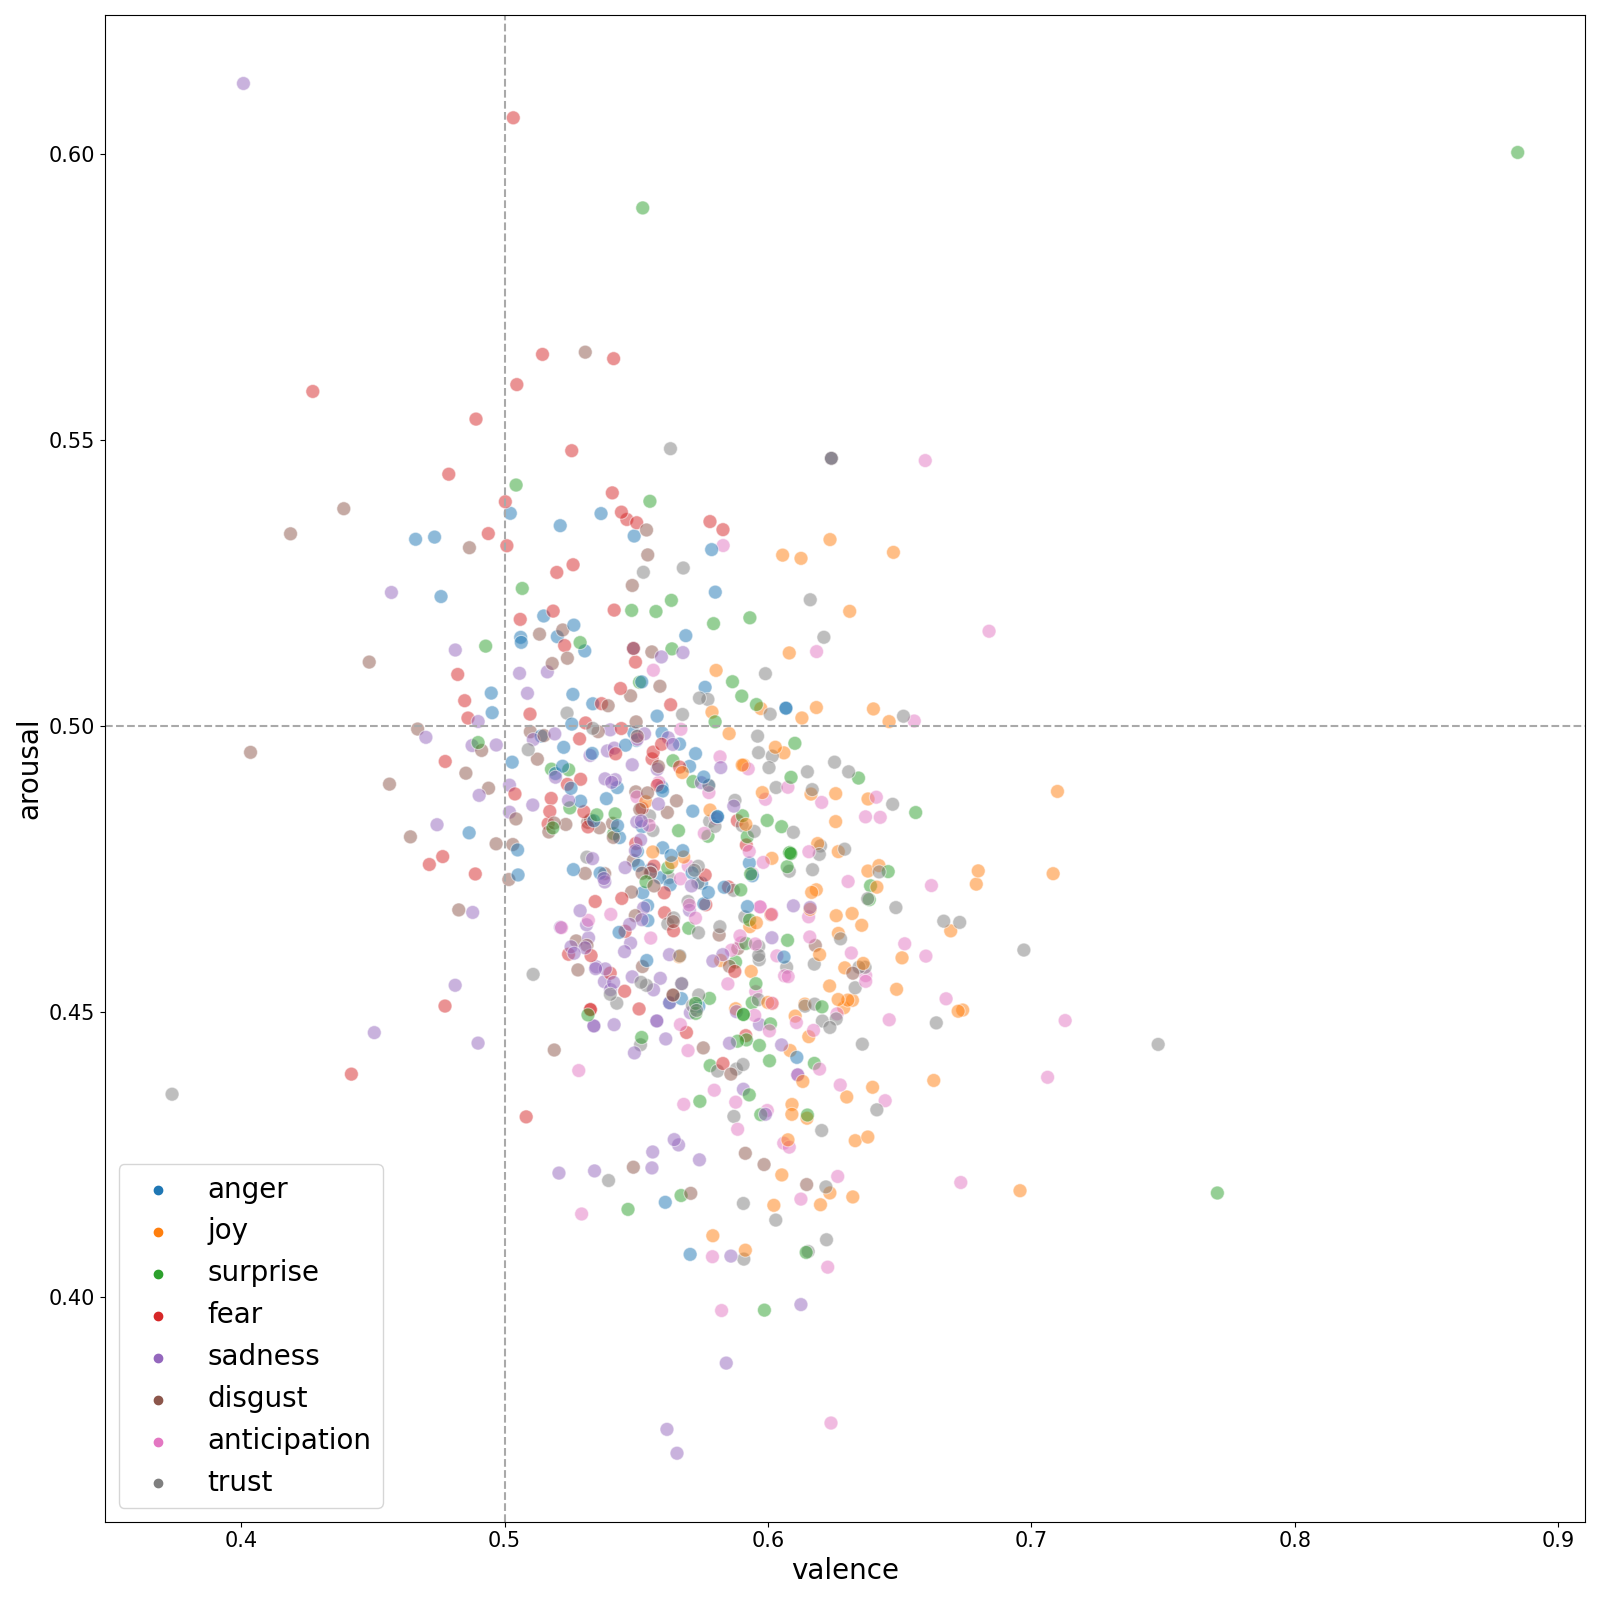 0.60
0.55
0.50
0.45
0.40
arousal
anger
joy
surprise
fear
sadness
disgust
anticipation
trust
0.4 0.5 0.6 0.7 0.8 0.9
valence